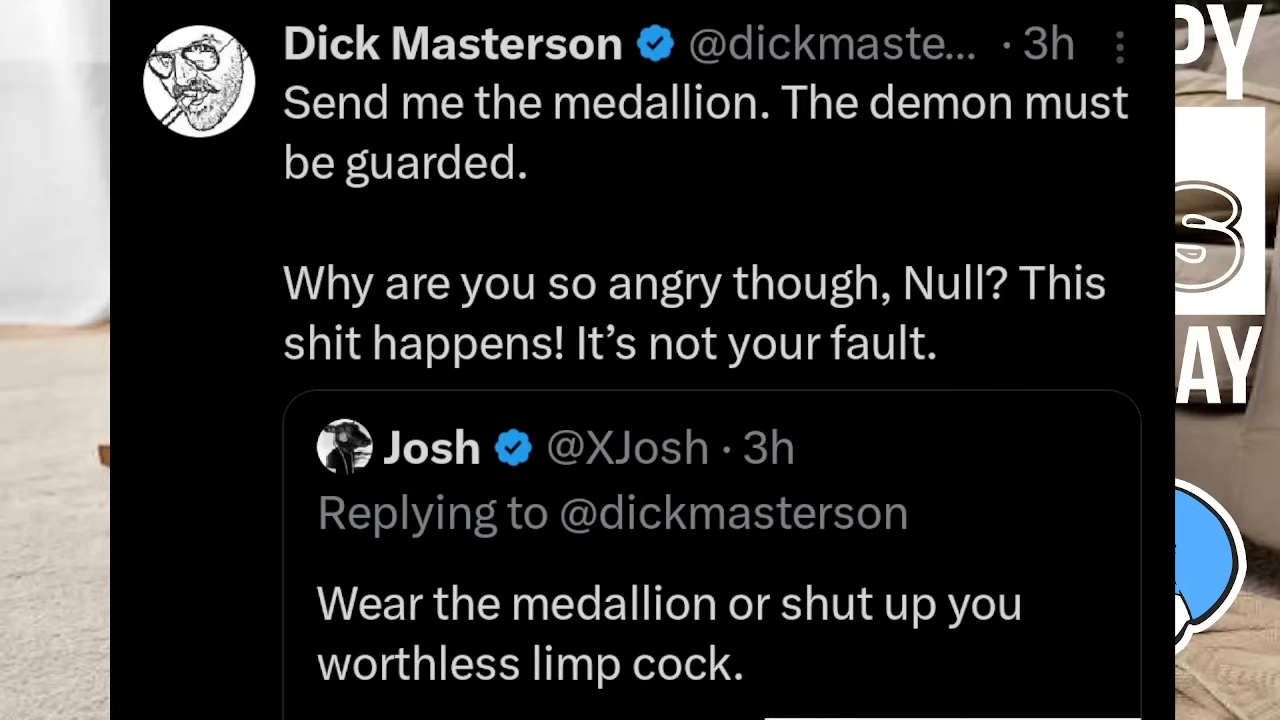 Dick Masterson @dickmaste... · 3h
Send me the medallion. The demon must
be guarded.
Why are you so angry though, Null? This
shit happens! It’s not your fault.
Josh @XJosh · 3h
Replying to @dickmasterson
Wear the medallion or shut up you
worthless limp cock.
PY
S
AY